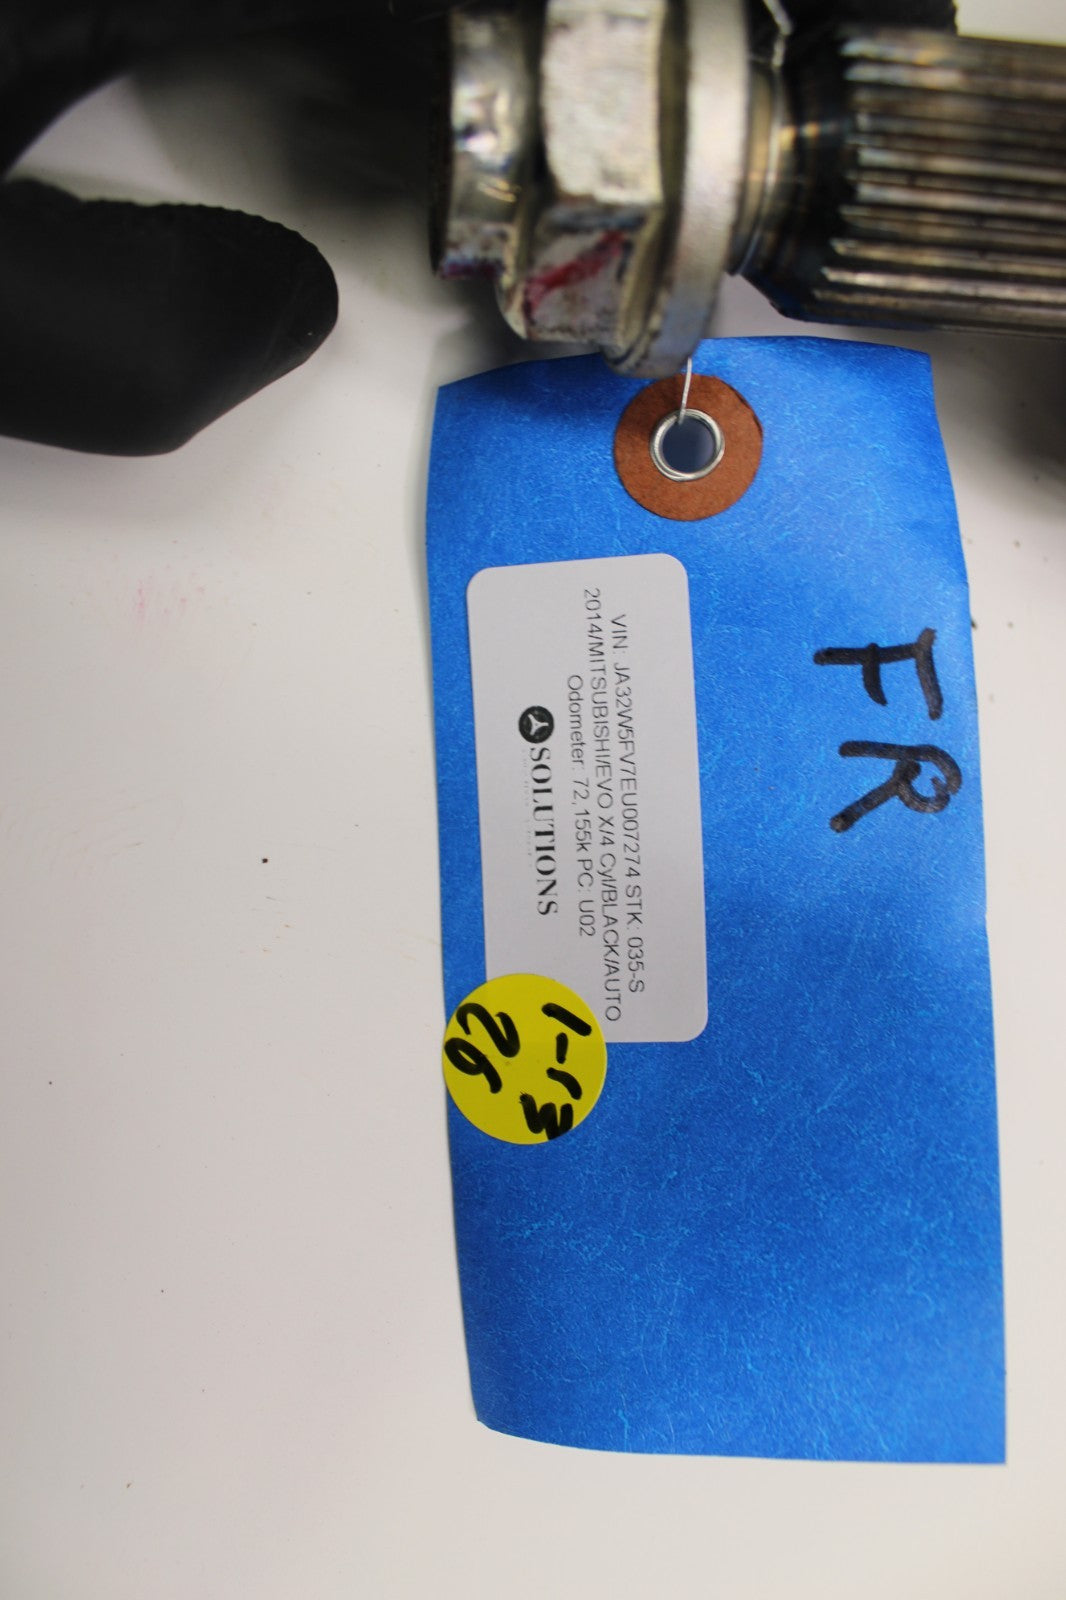 FR
VIN: JA32W5FV7EU007274 STK: 035-S
2014/MITSUBISHI/EVO X/4 Cyl/BLACK/AUTO
Odometer: 72,155k PC: U02
SOLUTIONS
1-13
26